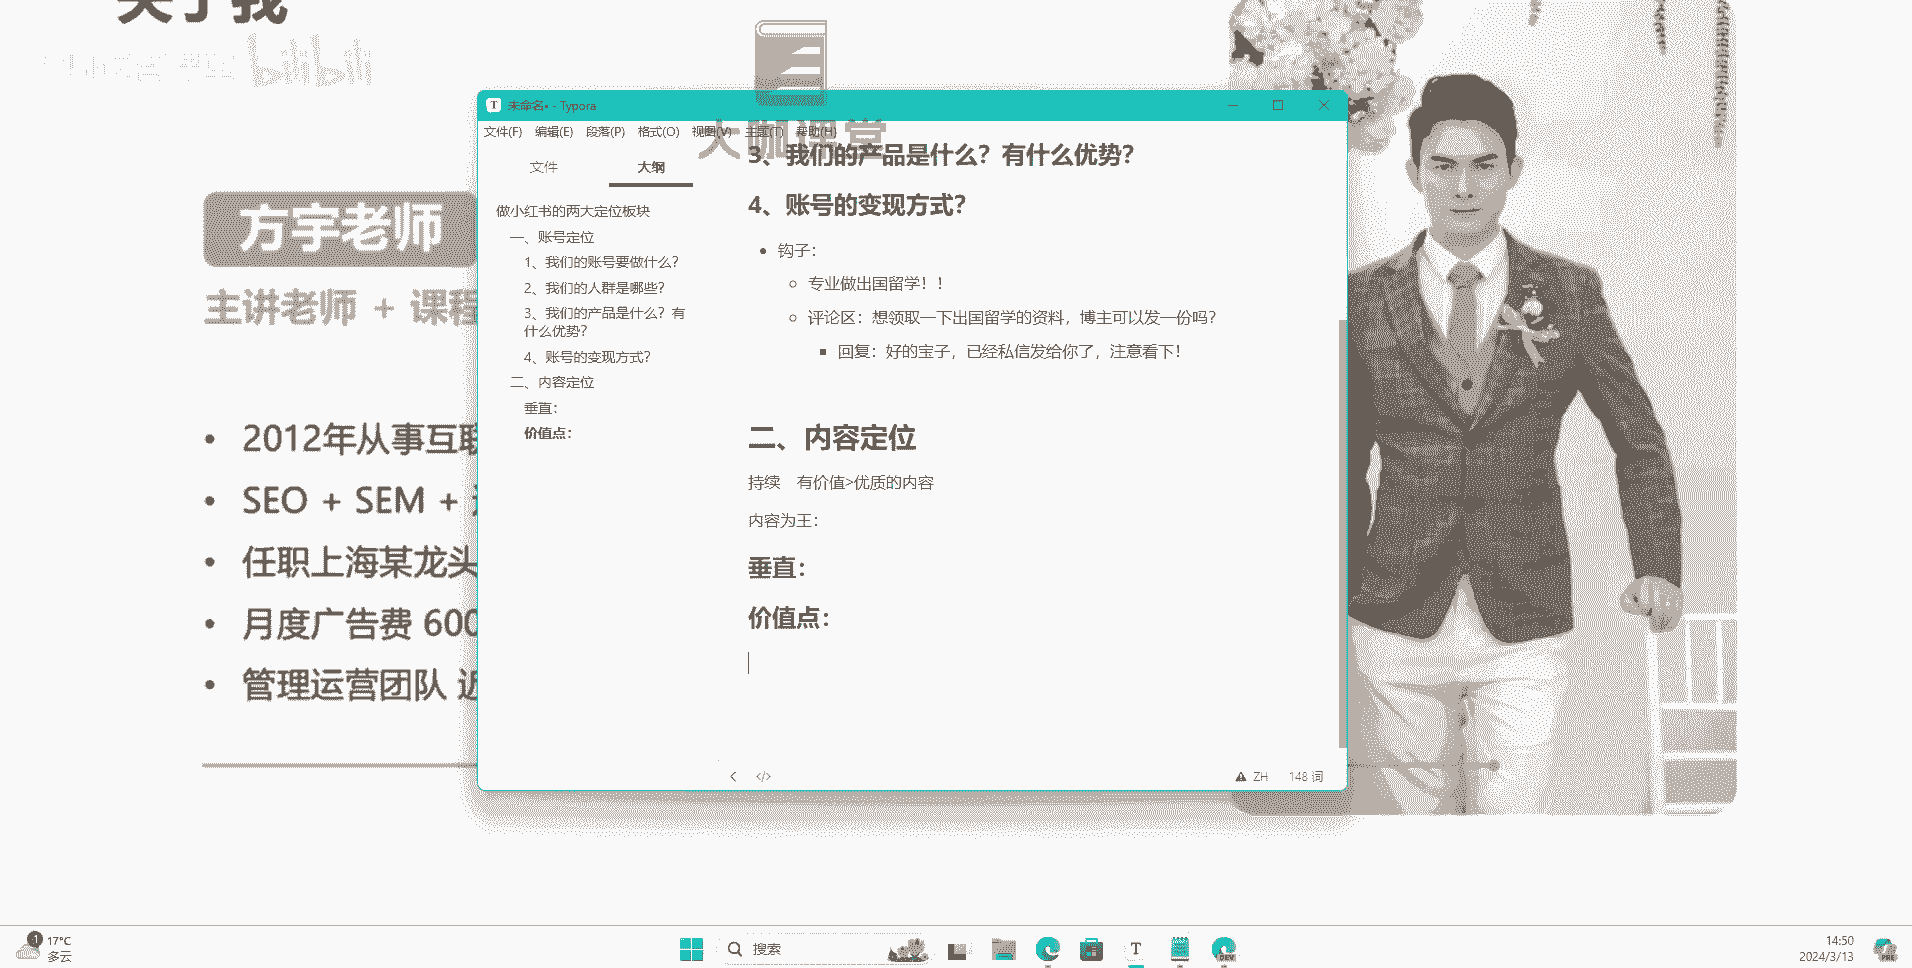 关于我
bilibili
大咖课堂
方宇老师
主讲老师 + 课程
2012年从事互联
SEO + SEM +
任职上海某龙头
月度广告费 600
管理运营团队 近
未命名• - Typora
文件(F) 编辑(E) 段落(P) 格式(O) 视图(V) 主题(T) 帮助(H)
文件 大纲
做小红书的两大定位板块
一、账号定位
1、我们的账号要做什么？
2、我们的人群是哪些？
3、我们的产品是什么？有
什么优势？
4、账号的变现方式？
二、内容定位
垂直：
价值点：
3、我们的产品是什么？有什么优势？
4、账号的变现方式？
钩子：
专业做出国留学！！
评论区：想领取一下出国留学的资料，博主可以发一份吗？
回复：好的宝子，已经私信发给你了，注意看下！
二、内容定位
持续 有价值>优质的内容
内容为王：
垂直：
价值点：
</> ZH 148 词
1 17°C
多云
搜索
T
DEV
14:50
2024/3/13
PRE